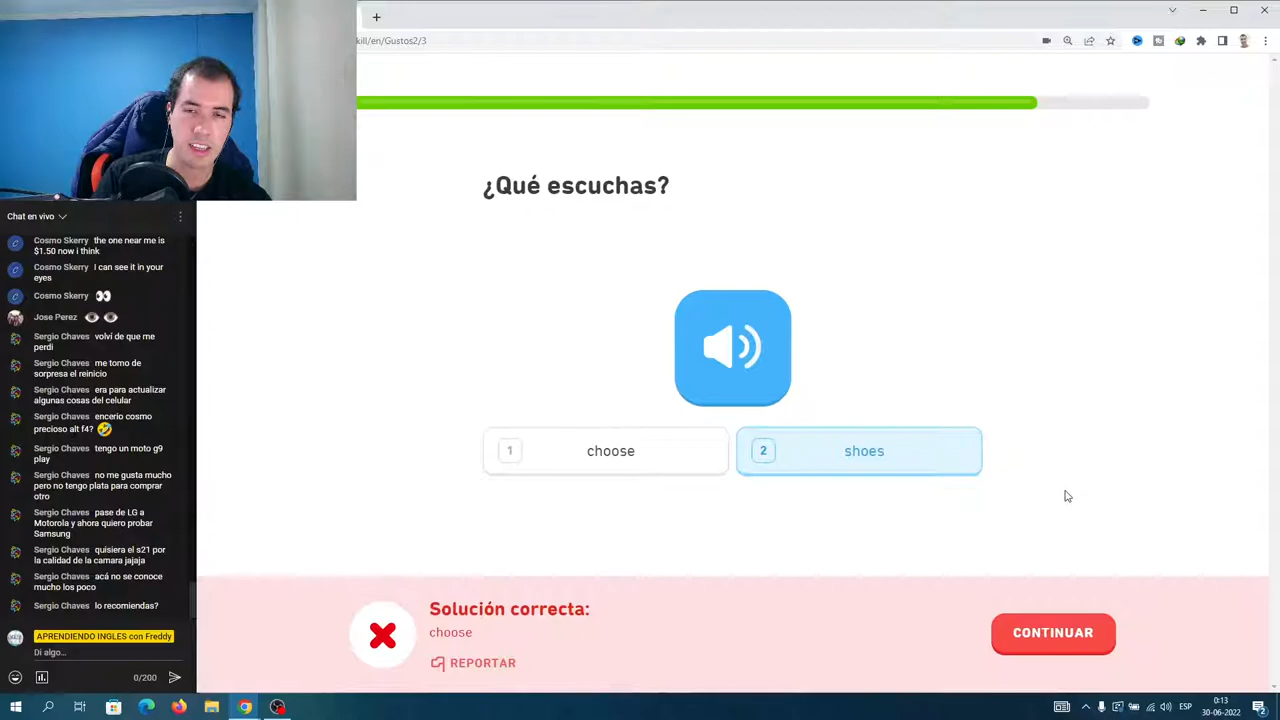 kill/en/Gustos2/3
¿Qué escuchas?
1 choose
2 shoes
Solución correcta:
choose
REPORTAR
CONTINUAR
Chat en vivo
Cosmo Skerry the one near me is
$1.50 now i think
Cosmo Skerry I can see it in your
eyes
Cosmo Skerry 👀
Jose Perez 👁 👁
Sergio Chaves volví de que me
perdi
Sergio Chaves me tomo de
sorpresa el reinicio
Sergio Chaves era para actualizar
algunas cosas del celular
Sergio Chaves encerio cosmo
precioso alt f4? 🤣
Sergio Chaves tengo un moto g9
play
Sergio Chaves no me gusta mucho
pero no tengo plata para comprar
otro
Sergio Chaves pase de LG a
Motorola y ahora quiero probar
Samsung
Sergio Chaves quisiera el s21 por
la calidad de la camara jajaja
Sergio Chaves acá no se conoce
mucho los poco
Sergio Chaves lo recomiendas?
APRENDIENDO INGLES con Freddy
Di algo...
0/200
ESP
0:13
30-06-2022
2